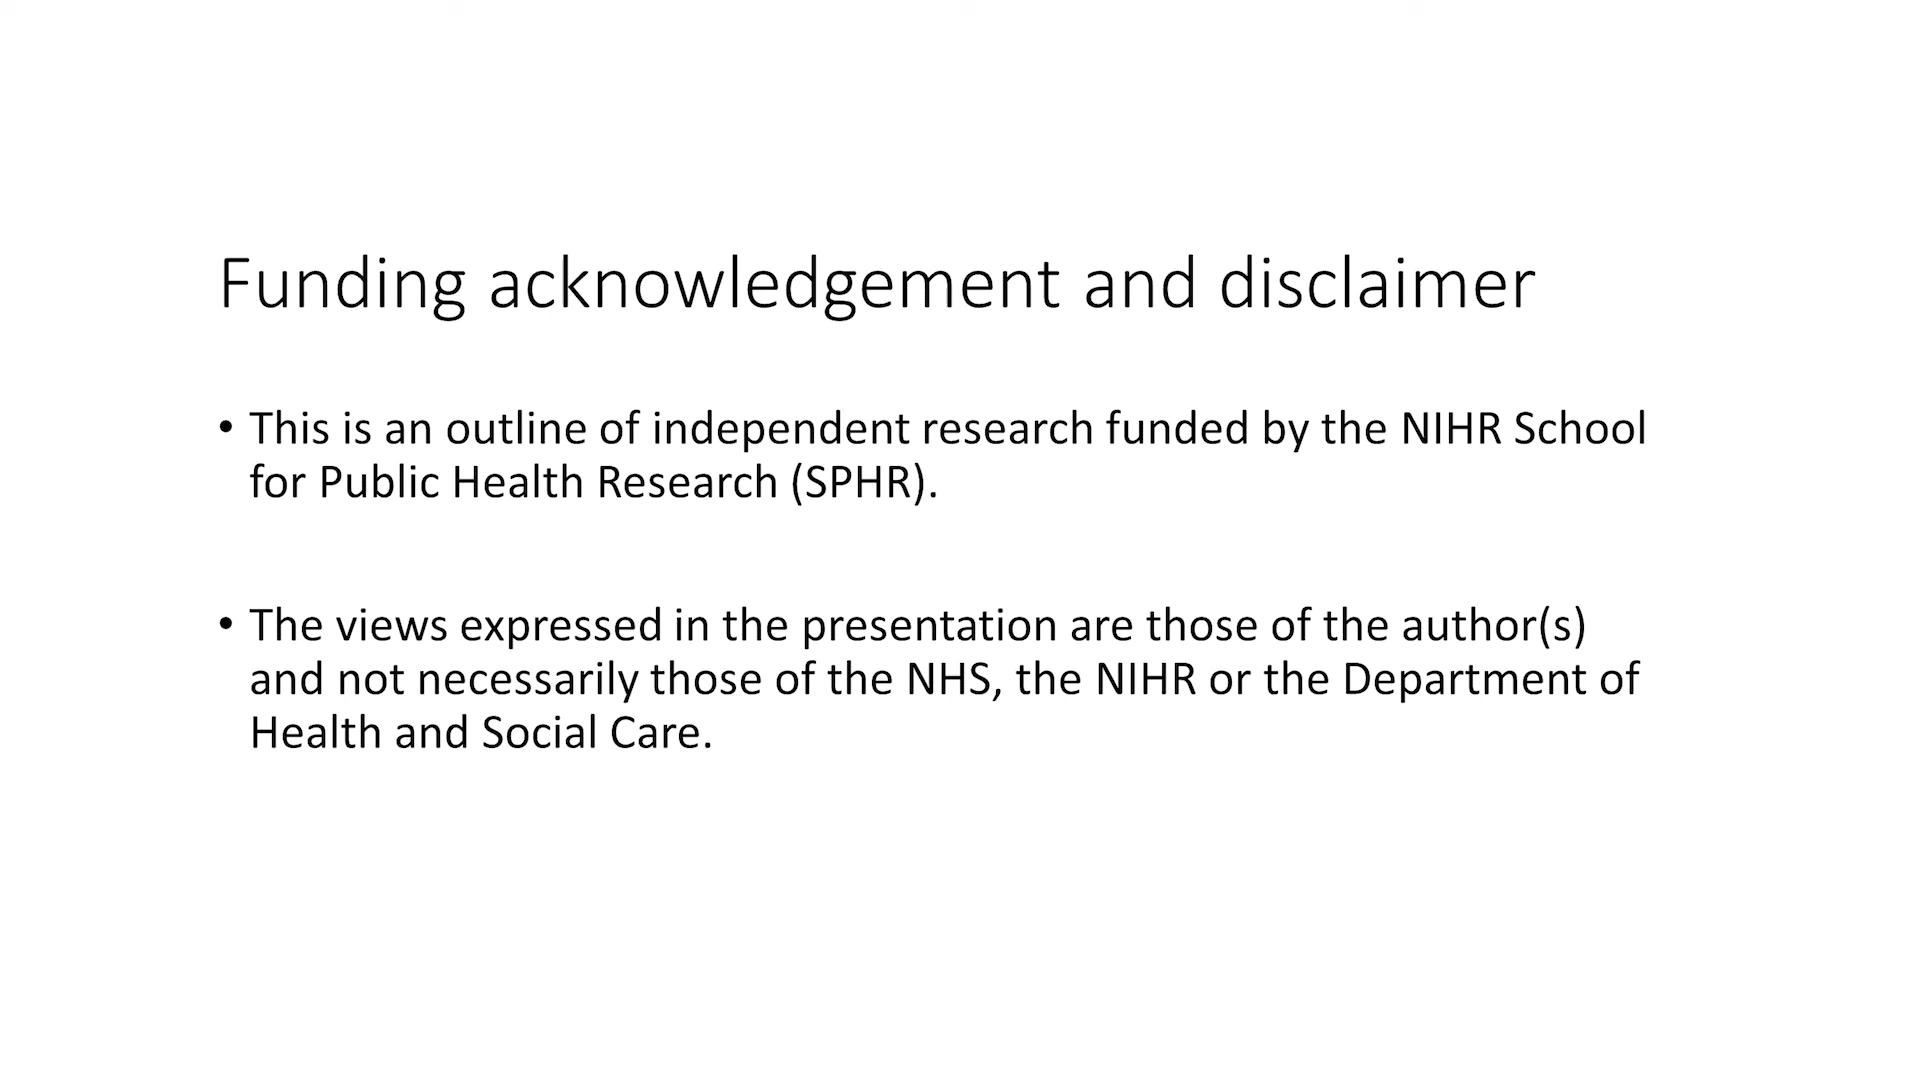 Funding acknowledgement and disclaimer
• This is an outline of independent research funded by the NIHR School
for Public Health Research (SPHR).
• The views expressed in the presentation are those of the author(s)
and not necessarily those of the NHS, the NIHR or the Department of
Health and Social Care.